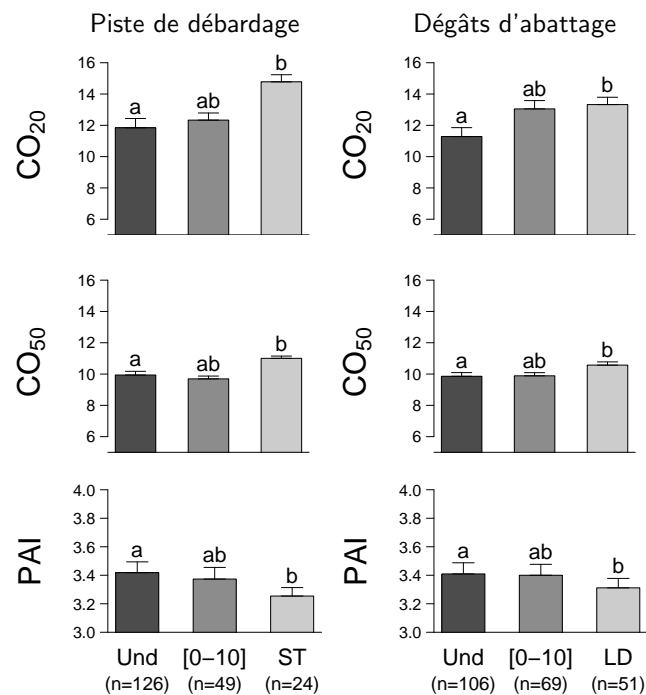 Piste de débardage
Dégâts d'abattage
CO20
16
14
12
10
8
6
a
ab
b
CO20
16
14
12
10
8
6
a
ab
b
CO50
16
14
12
10
8
6
a
ab
b
CO50
16
14
12
10
8
6
a
ab
b
PAI
4.0
3.8
3.6
3.4
3.2
3.0
a
ab
b
PAI
4.0
3.8
3.6
3.4
3.2
3.0
a
ab
b
Und [0−10] ST
(n=126) (n=49) (n=24)
Und [0−10] LD
(n=106) (n=69) (n=51)